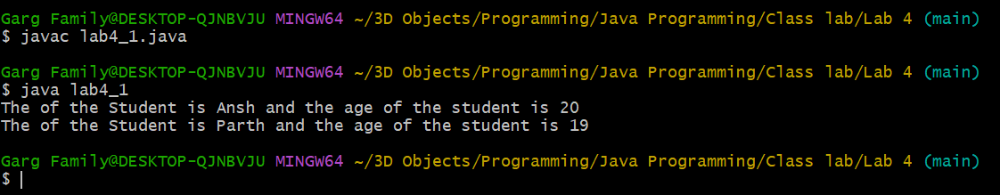 Garg Family@DESKTOP-QJNBVJU MINGW64 ~/3D Objects/Programming/Java Programming/Class lab/Lab 4 (main)
$ javac lab4_1.java
Garg Family@DESKTOP-QJNBVJU MINGW64 ~/3D Objects/Programming/Java Programming/Class lab/Lab 4 (main)
$ java lab4_1
The of the Student is Ansh and the age of the student is 20
The of the Student is Parth and the age of the student is 19
Garg Family@DESKTOP-QJNBVJU MINGW64 ~/3D Objects/Programming/Java Programming/Class lab/Lab 4 (main)
$